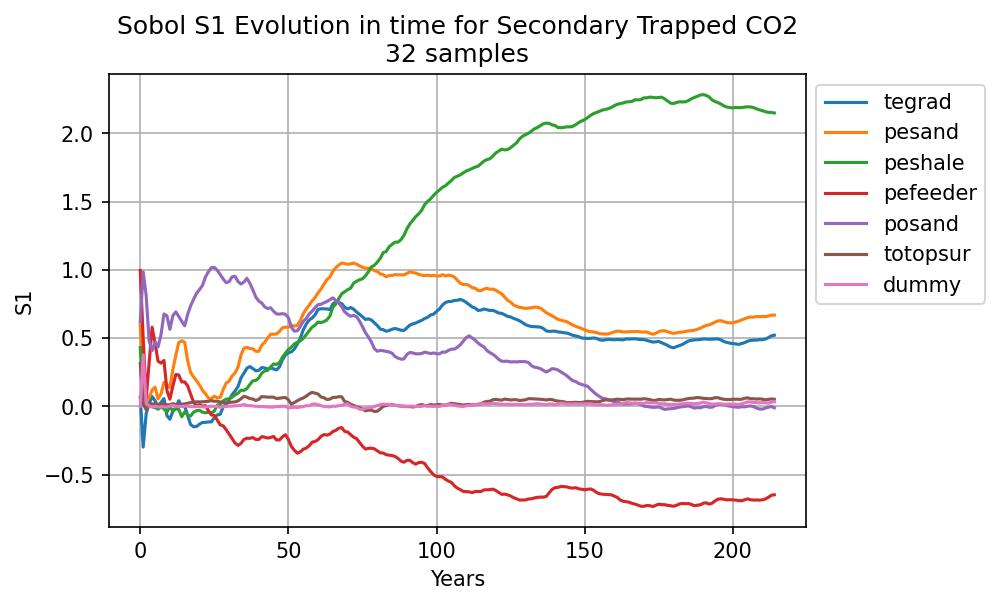 Sobol S1 Evolution in time for Secondary Trapped CO2
32 samples
tegrad
pesand
peshale
pefeeder
posand
totopsur
dummy
S1
2.0
1.5
1.0
0.5
0.0
−0.5
0
50
100
150
200
Years